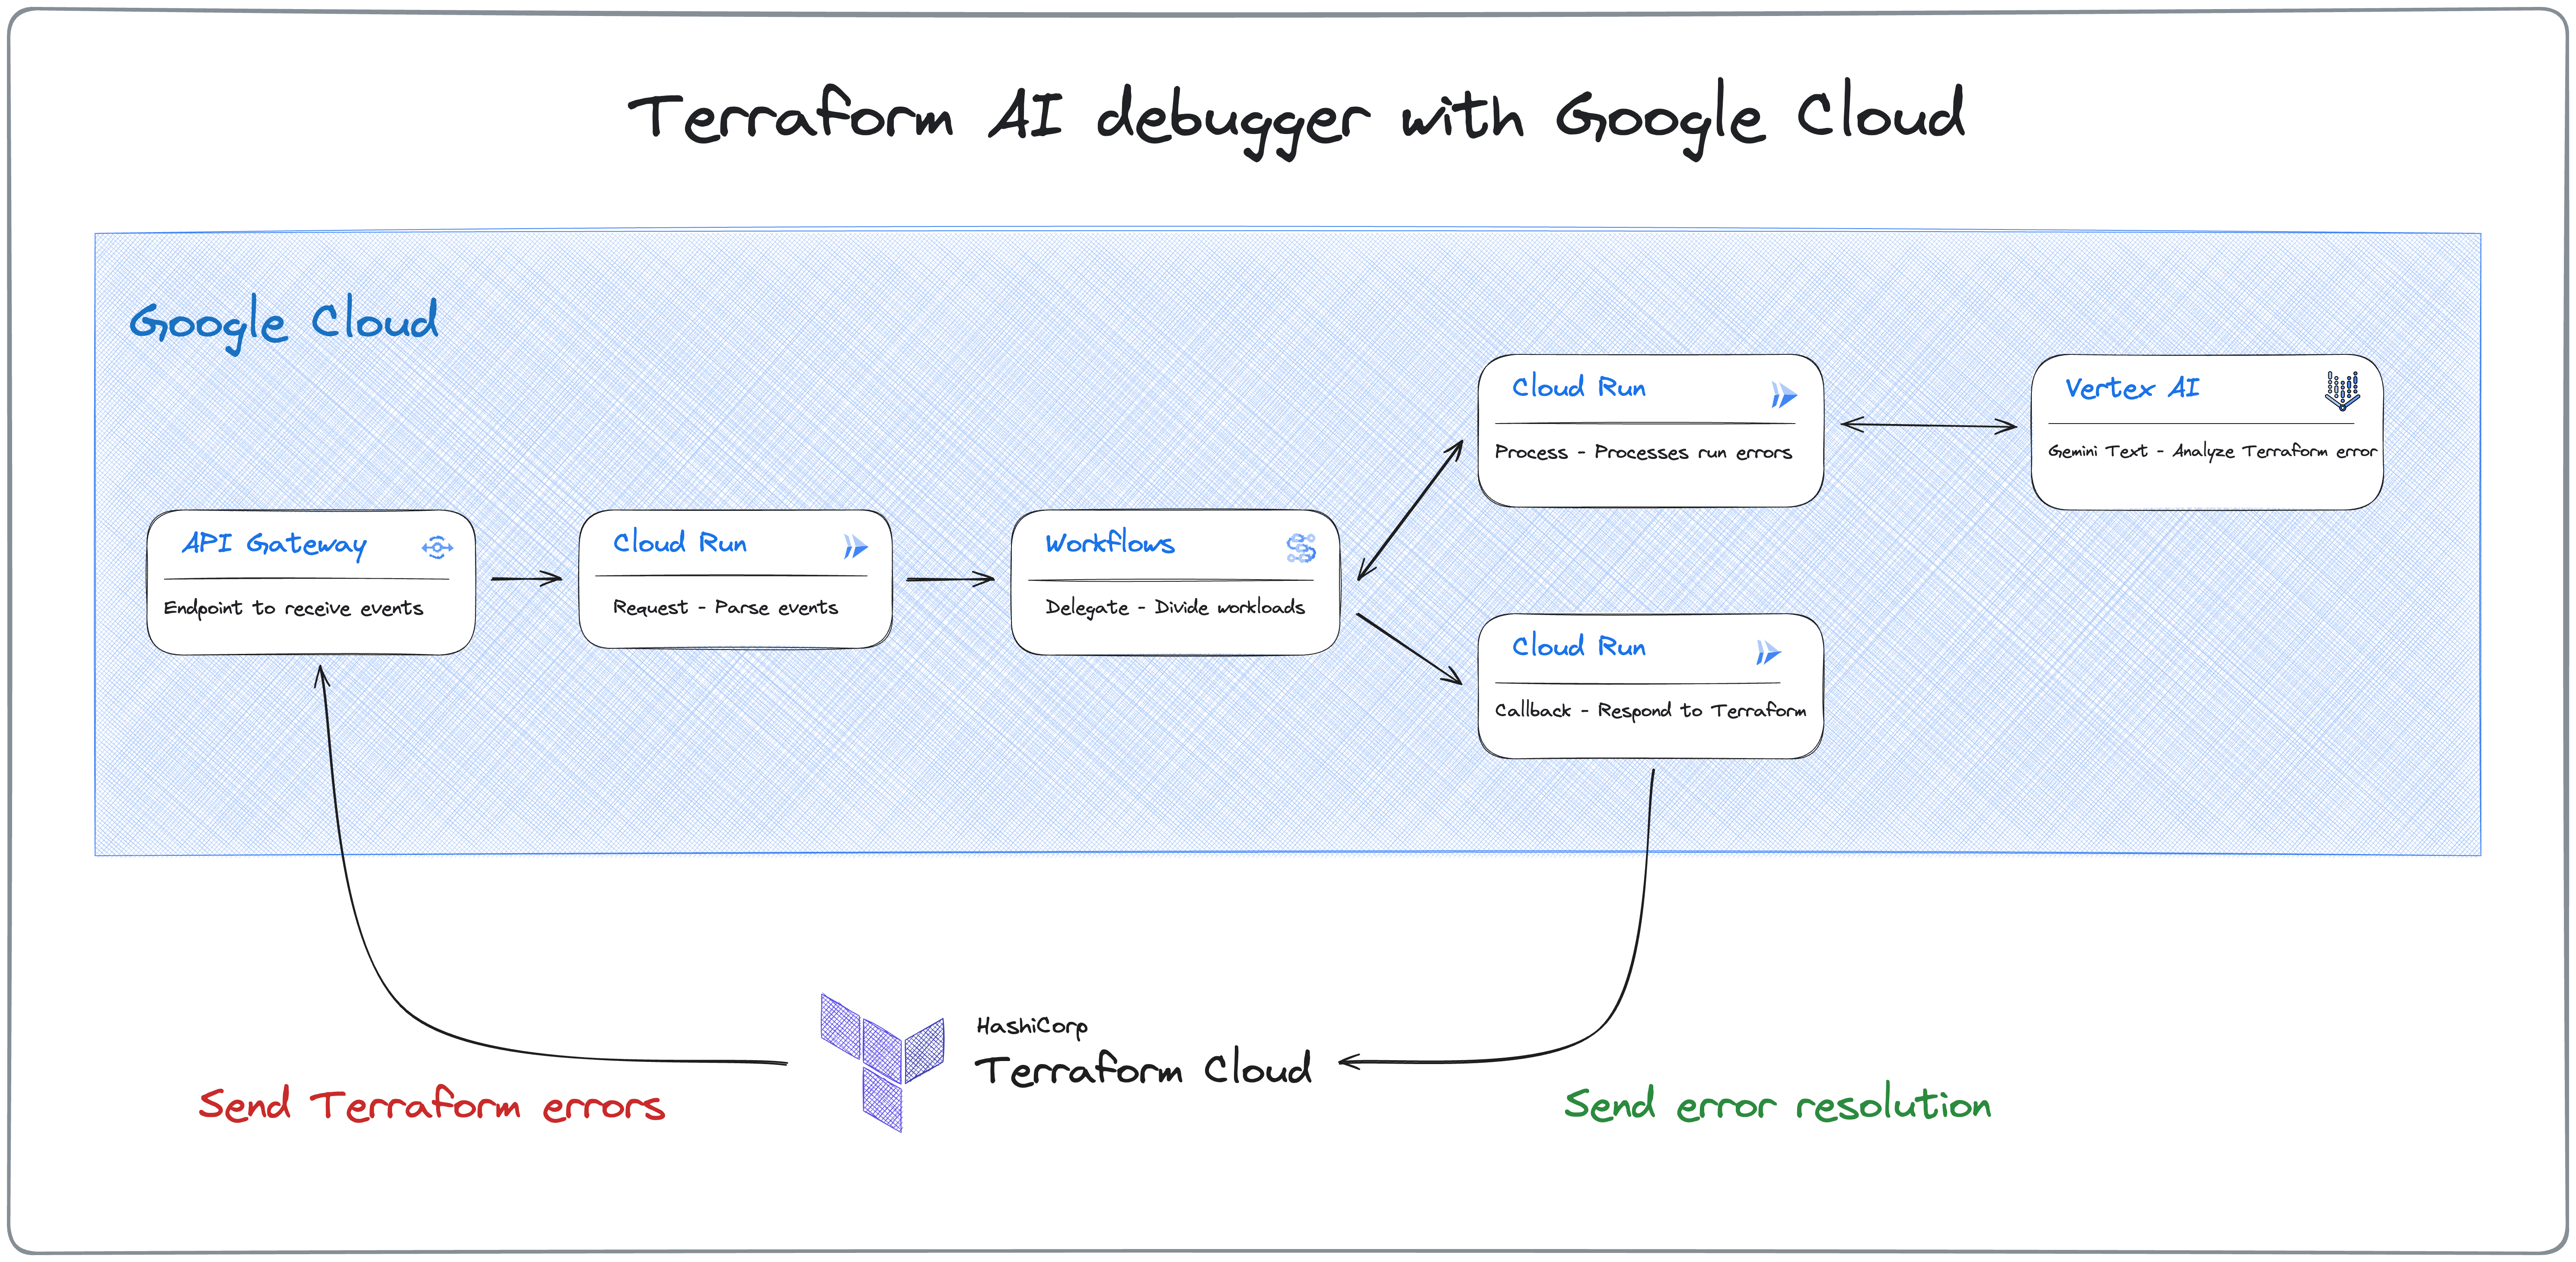 Terraform AI debugger with Google Cloud
Google Cloud
API Gateway
Endpoint to receive events
Cloud Run
Request - Parse events
Workflows
Delegate - Divide workloads
Cloud Run
Process - Processes run errors
Vertex AI
Gemini Text - Analyze Terraform error
Cloud Run
Callback - Respond to Terraform
HashiCorp
Terraform Cloud
Send Terraform errors
Send error resolution